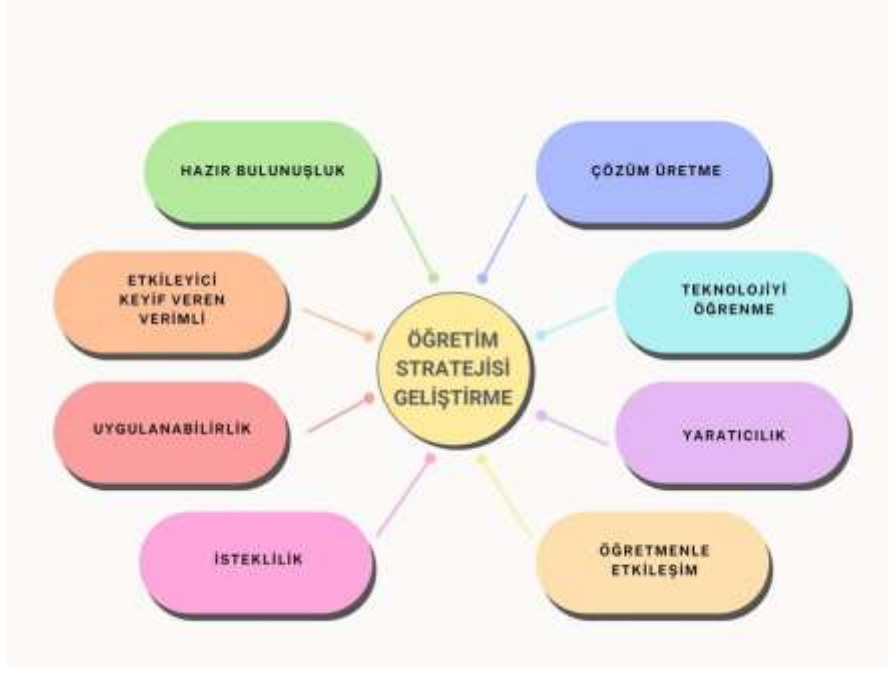 HAZIR BULUNUŞLUK
ÇÖZÜM ÜRETME
ETKİLEYİCİ
KEYİF VEREN
VERİMLİ
TEKNOLOJİYİ
ÖĞRENME
ÖĞRETİM
STRATEJİSİ
GELİŞTİRME
UYGULANABİLİRLİK
YARATICILIK
İSTEKLİLİK
ÖĞRETMENLE
ETKİLEŞİM